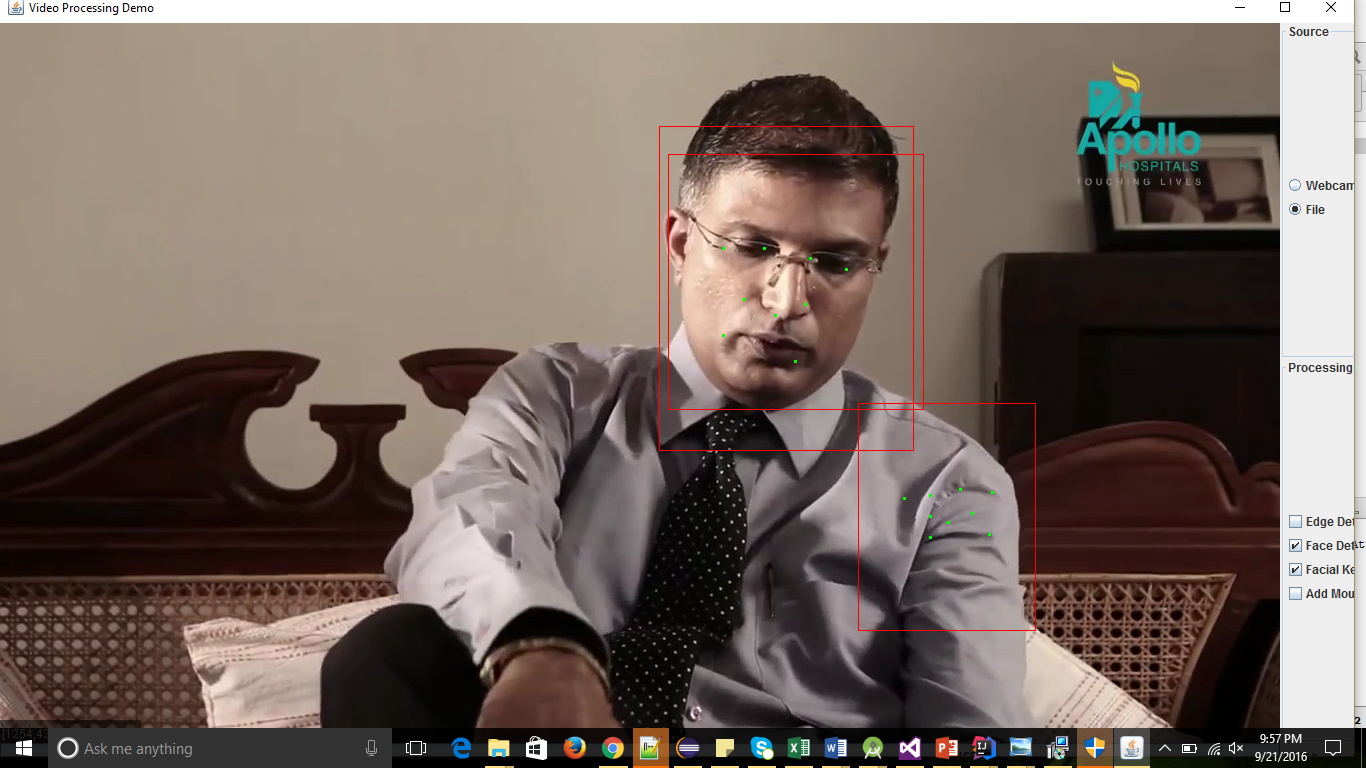 Video Processing Demo
Source
Apollo
HOSPITALS
TOUCHING LIVES
Webcam
File
Processing
Edge Det
Face Det
Facial Ke
Add Mou
Ask me anything
9:57 PM
9/21/2016